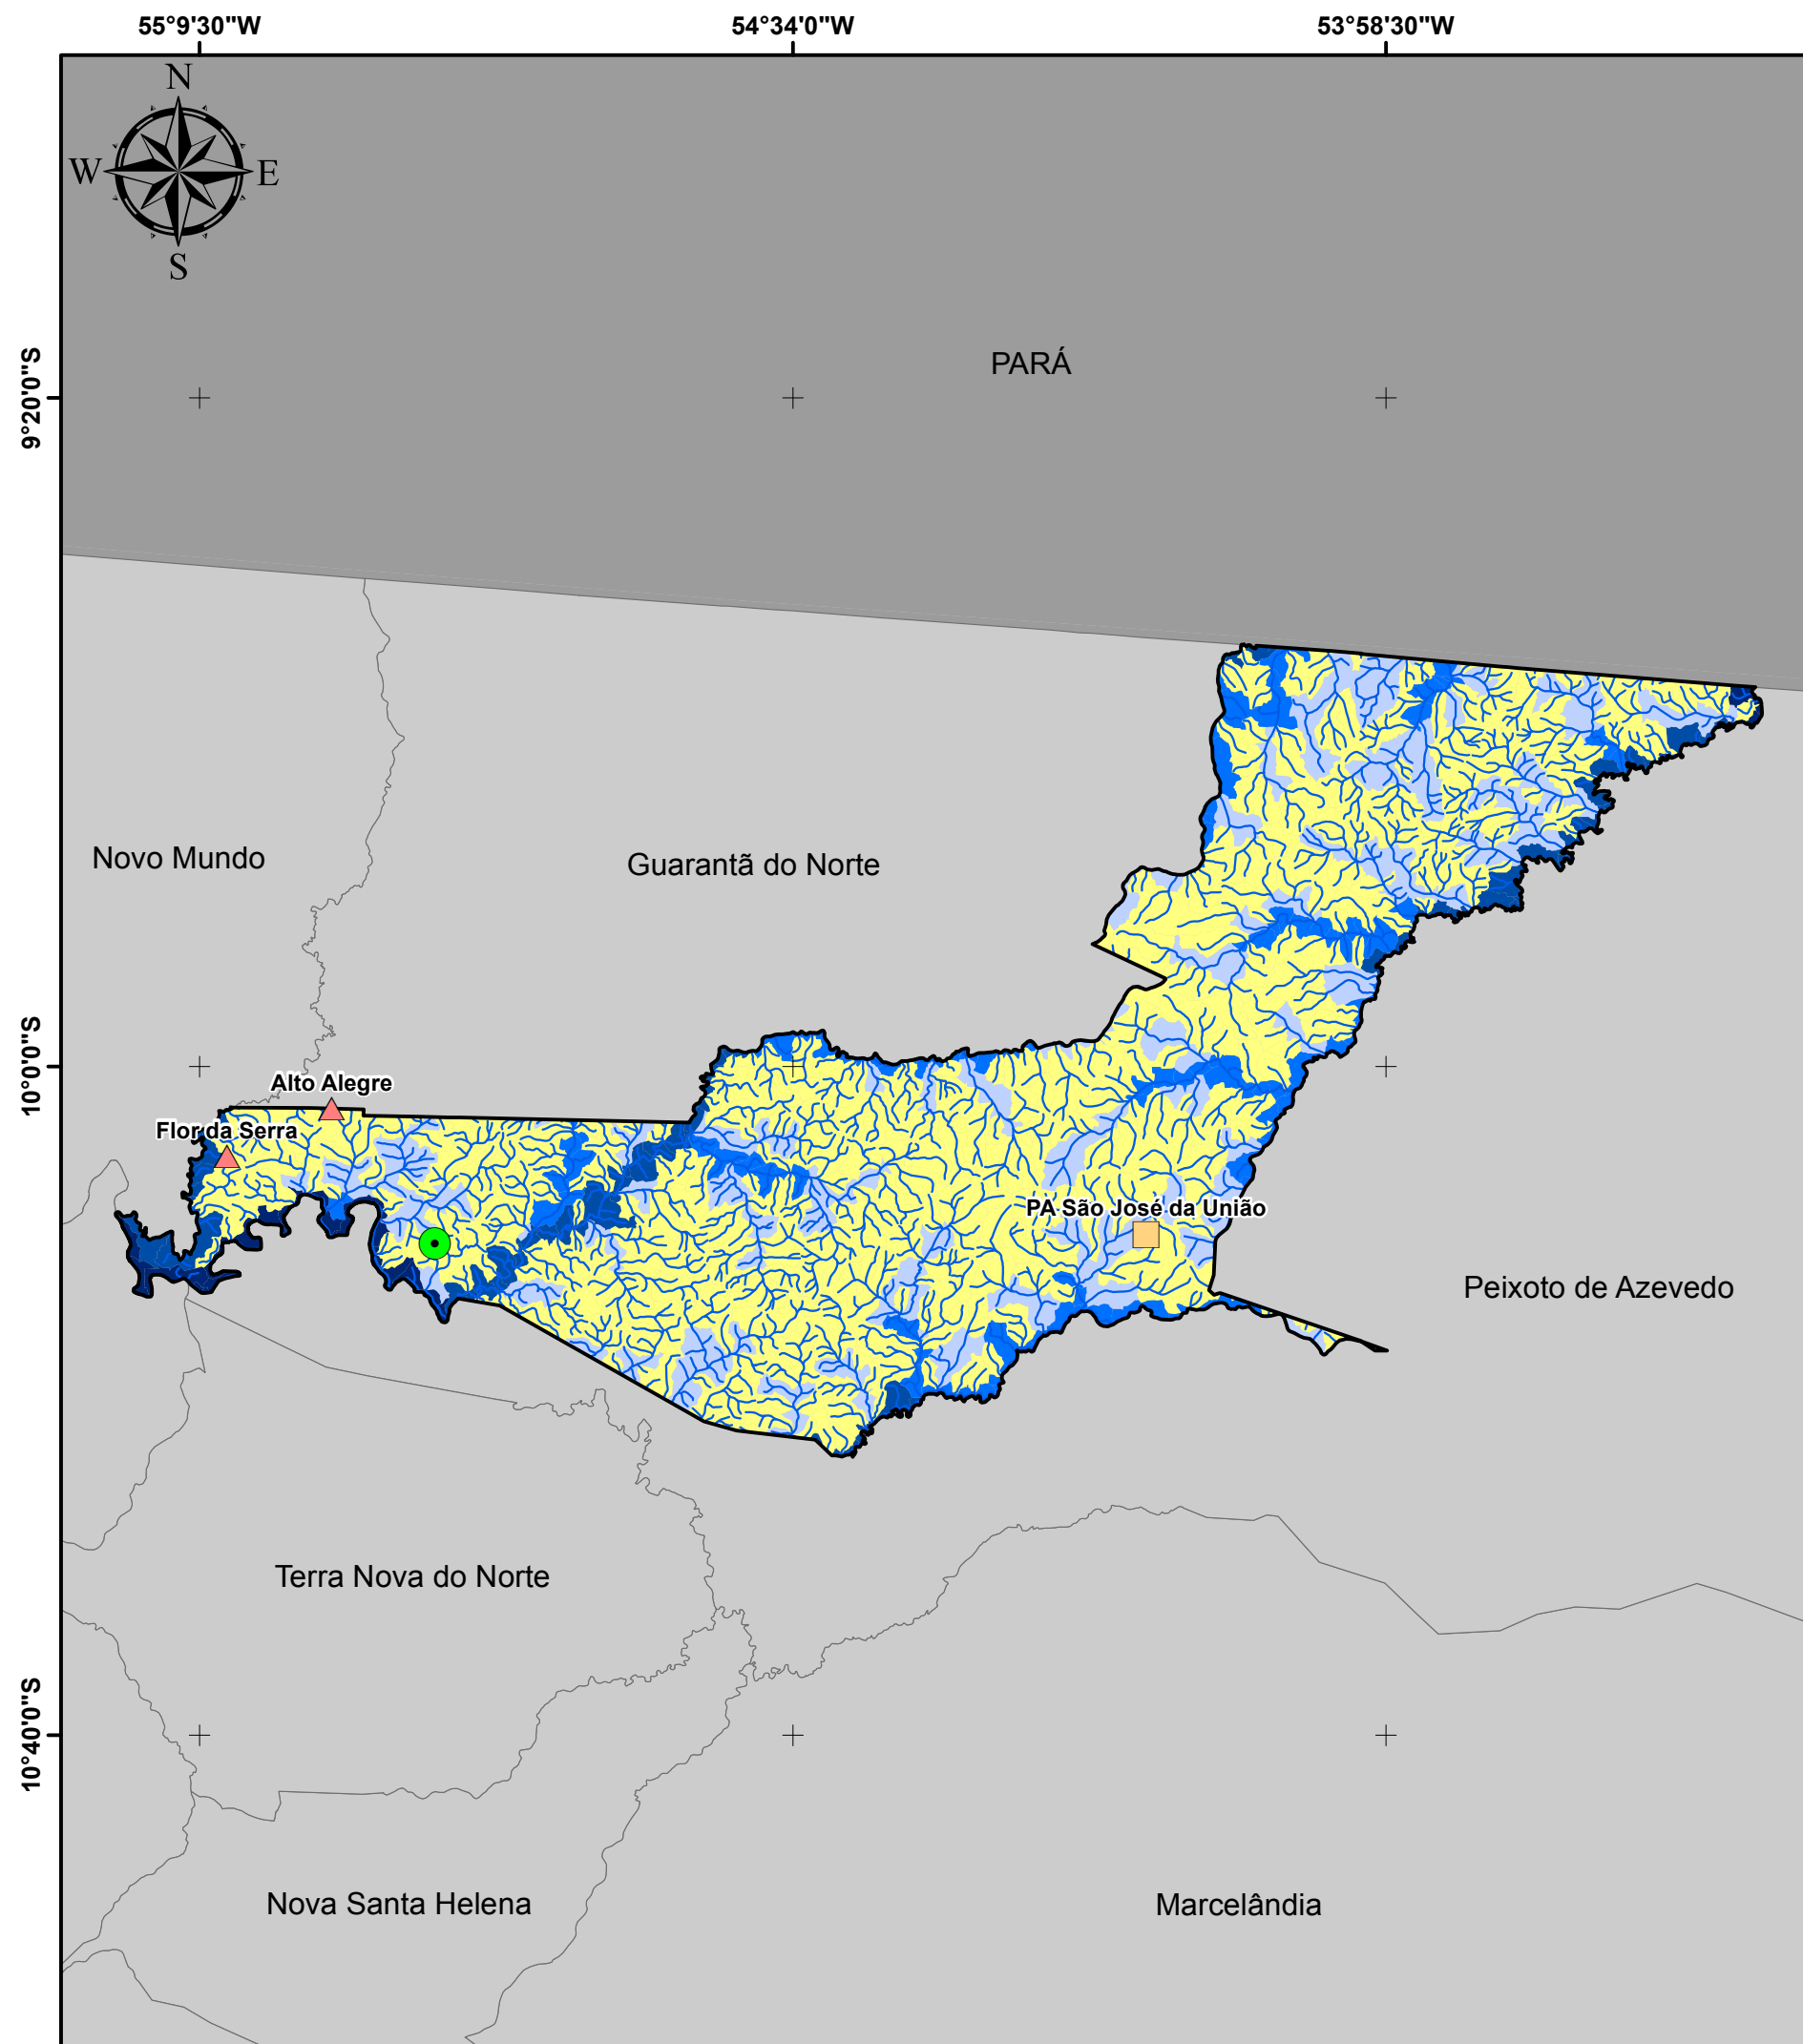 55°9'30"W
54°34'0"W
53°58'30"W
N
W
E
S
PARÁ
9°20'0"S
Novo Mundo
Guarantã do Norte
10°0'0"S
Alto Alegre
Flor da Serra
PA São José da União
Peixoto de Azevedo
Terra Nova do Norte
10°40'0"S
Nova Santa Helena
Marcelândia